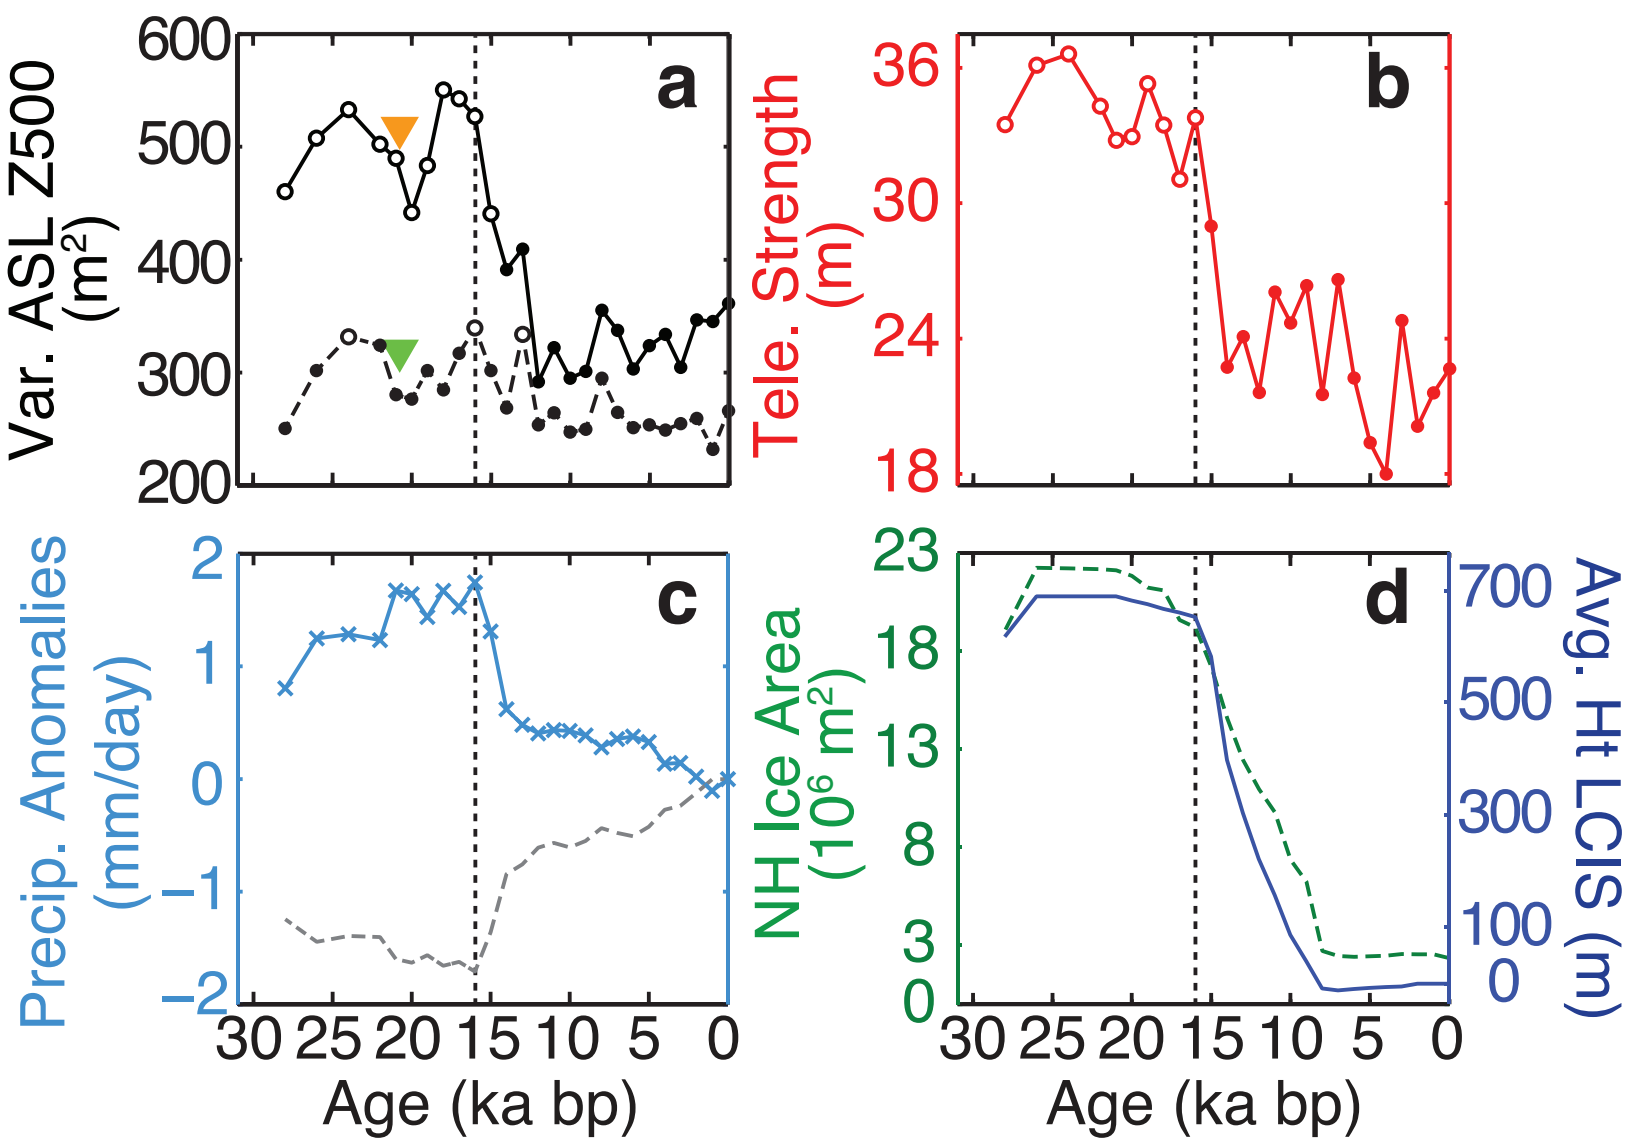 Var. ASL Z500
(m²)
600
500
400
300
200
a
Tele. Strength
(m)
36
30
24
18
b
Precip. Anomalies
(mm/day)
2
1
0
−1
−2
c
30 25 20 15 10 5 0
Age (ka bp)
NH Ice Area
(10⁶ m²)
23
18
13
8
3
0
d
700
500
300
100
0
Avg. Ht LCIS (m)
30 25 20 15 10 5 0
Age (ka bp)